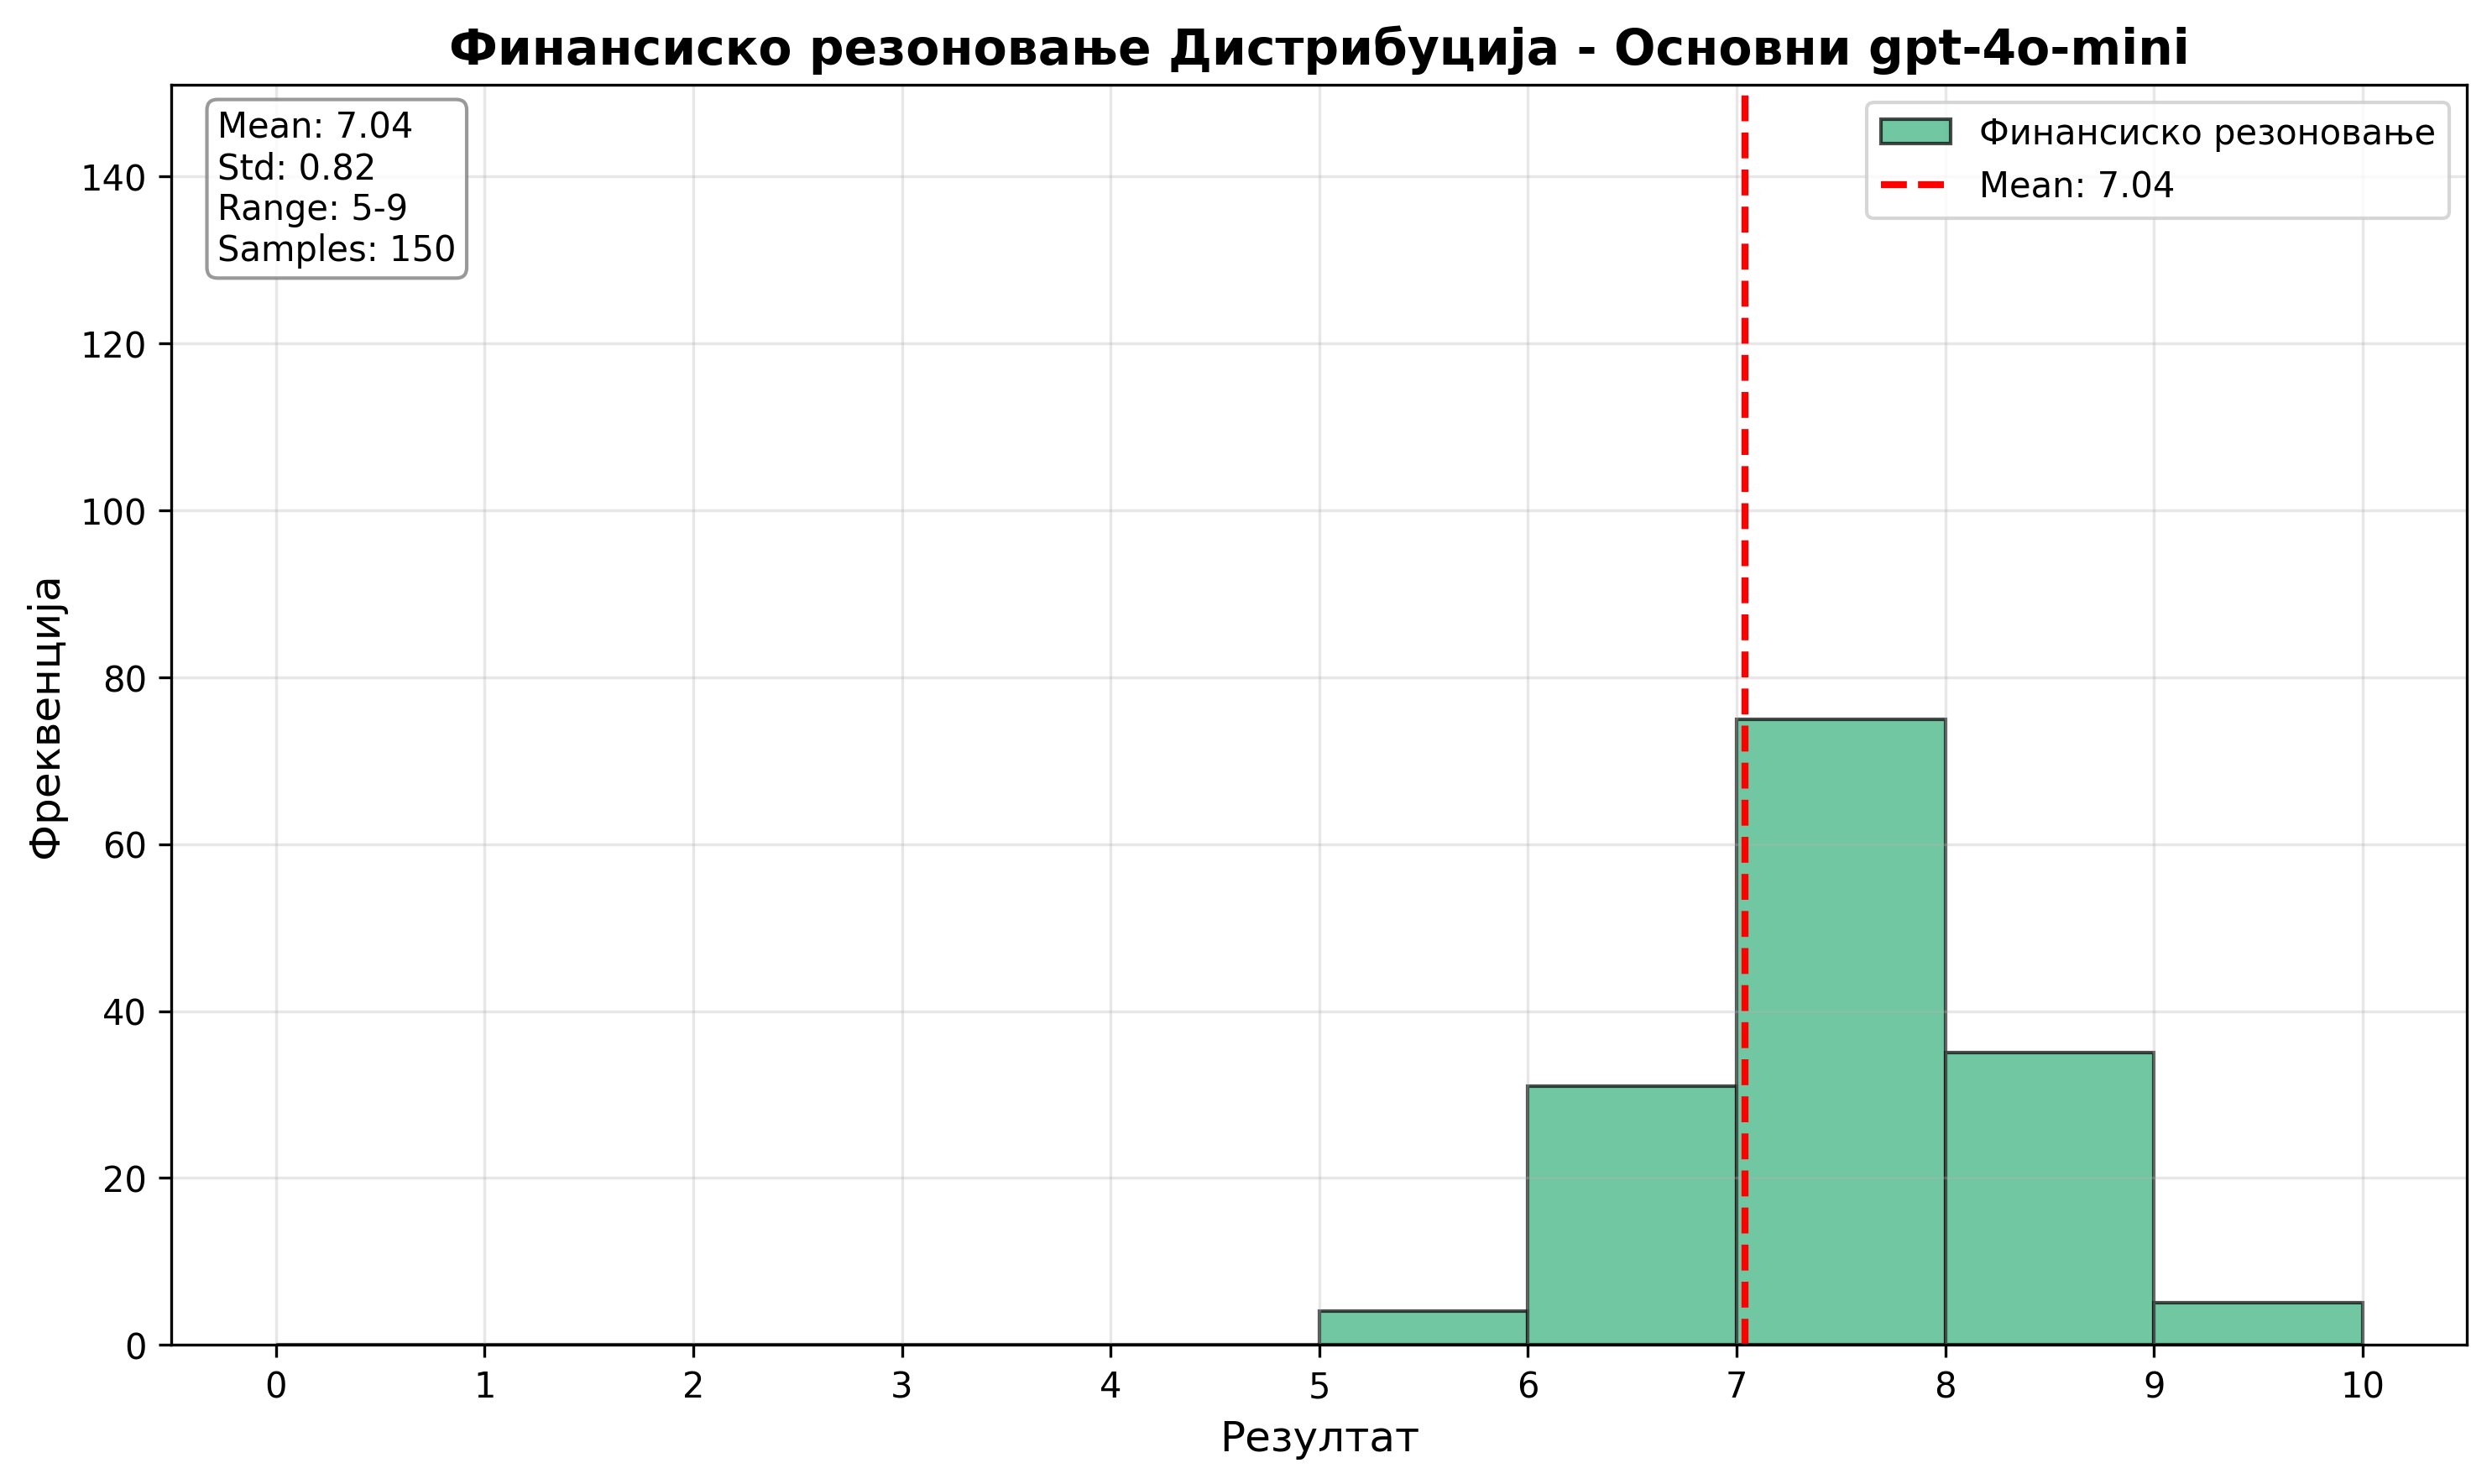 Финансиско резоновање Дистрибуција - Основни gpt-4o-mini
Mean: 7.04
Std: 0.82
Range: 5-9
Samples: 150
Финансиско резоновање
Mean: 7.04
Фреквенција
140
120
100
80
60
40
20
0
0 1 2 3 4 5 6 7 8 9 10
Резултат